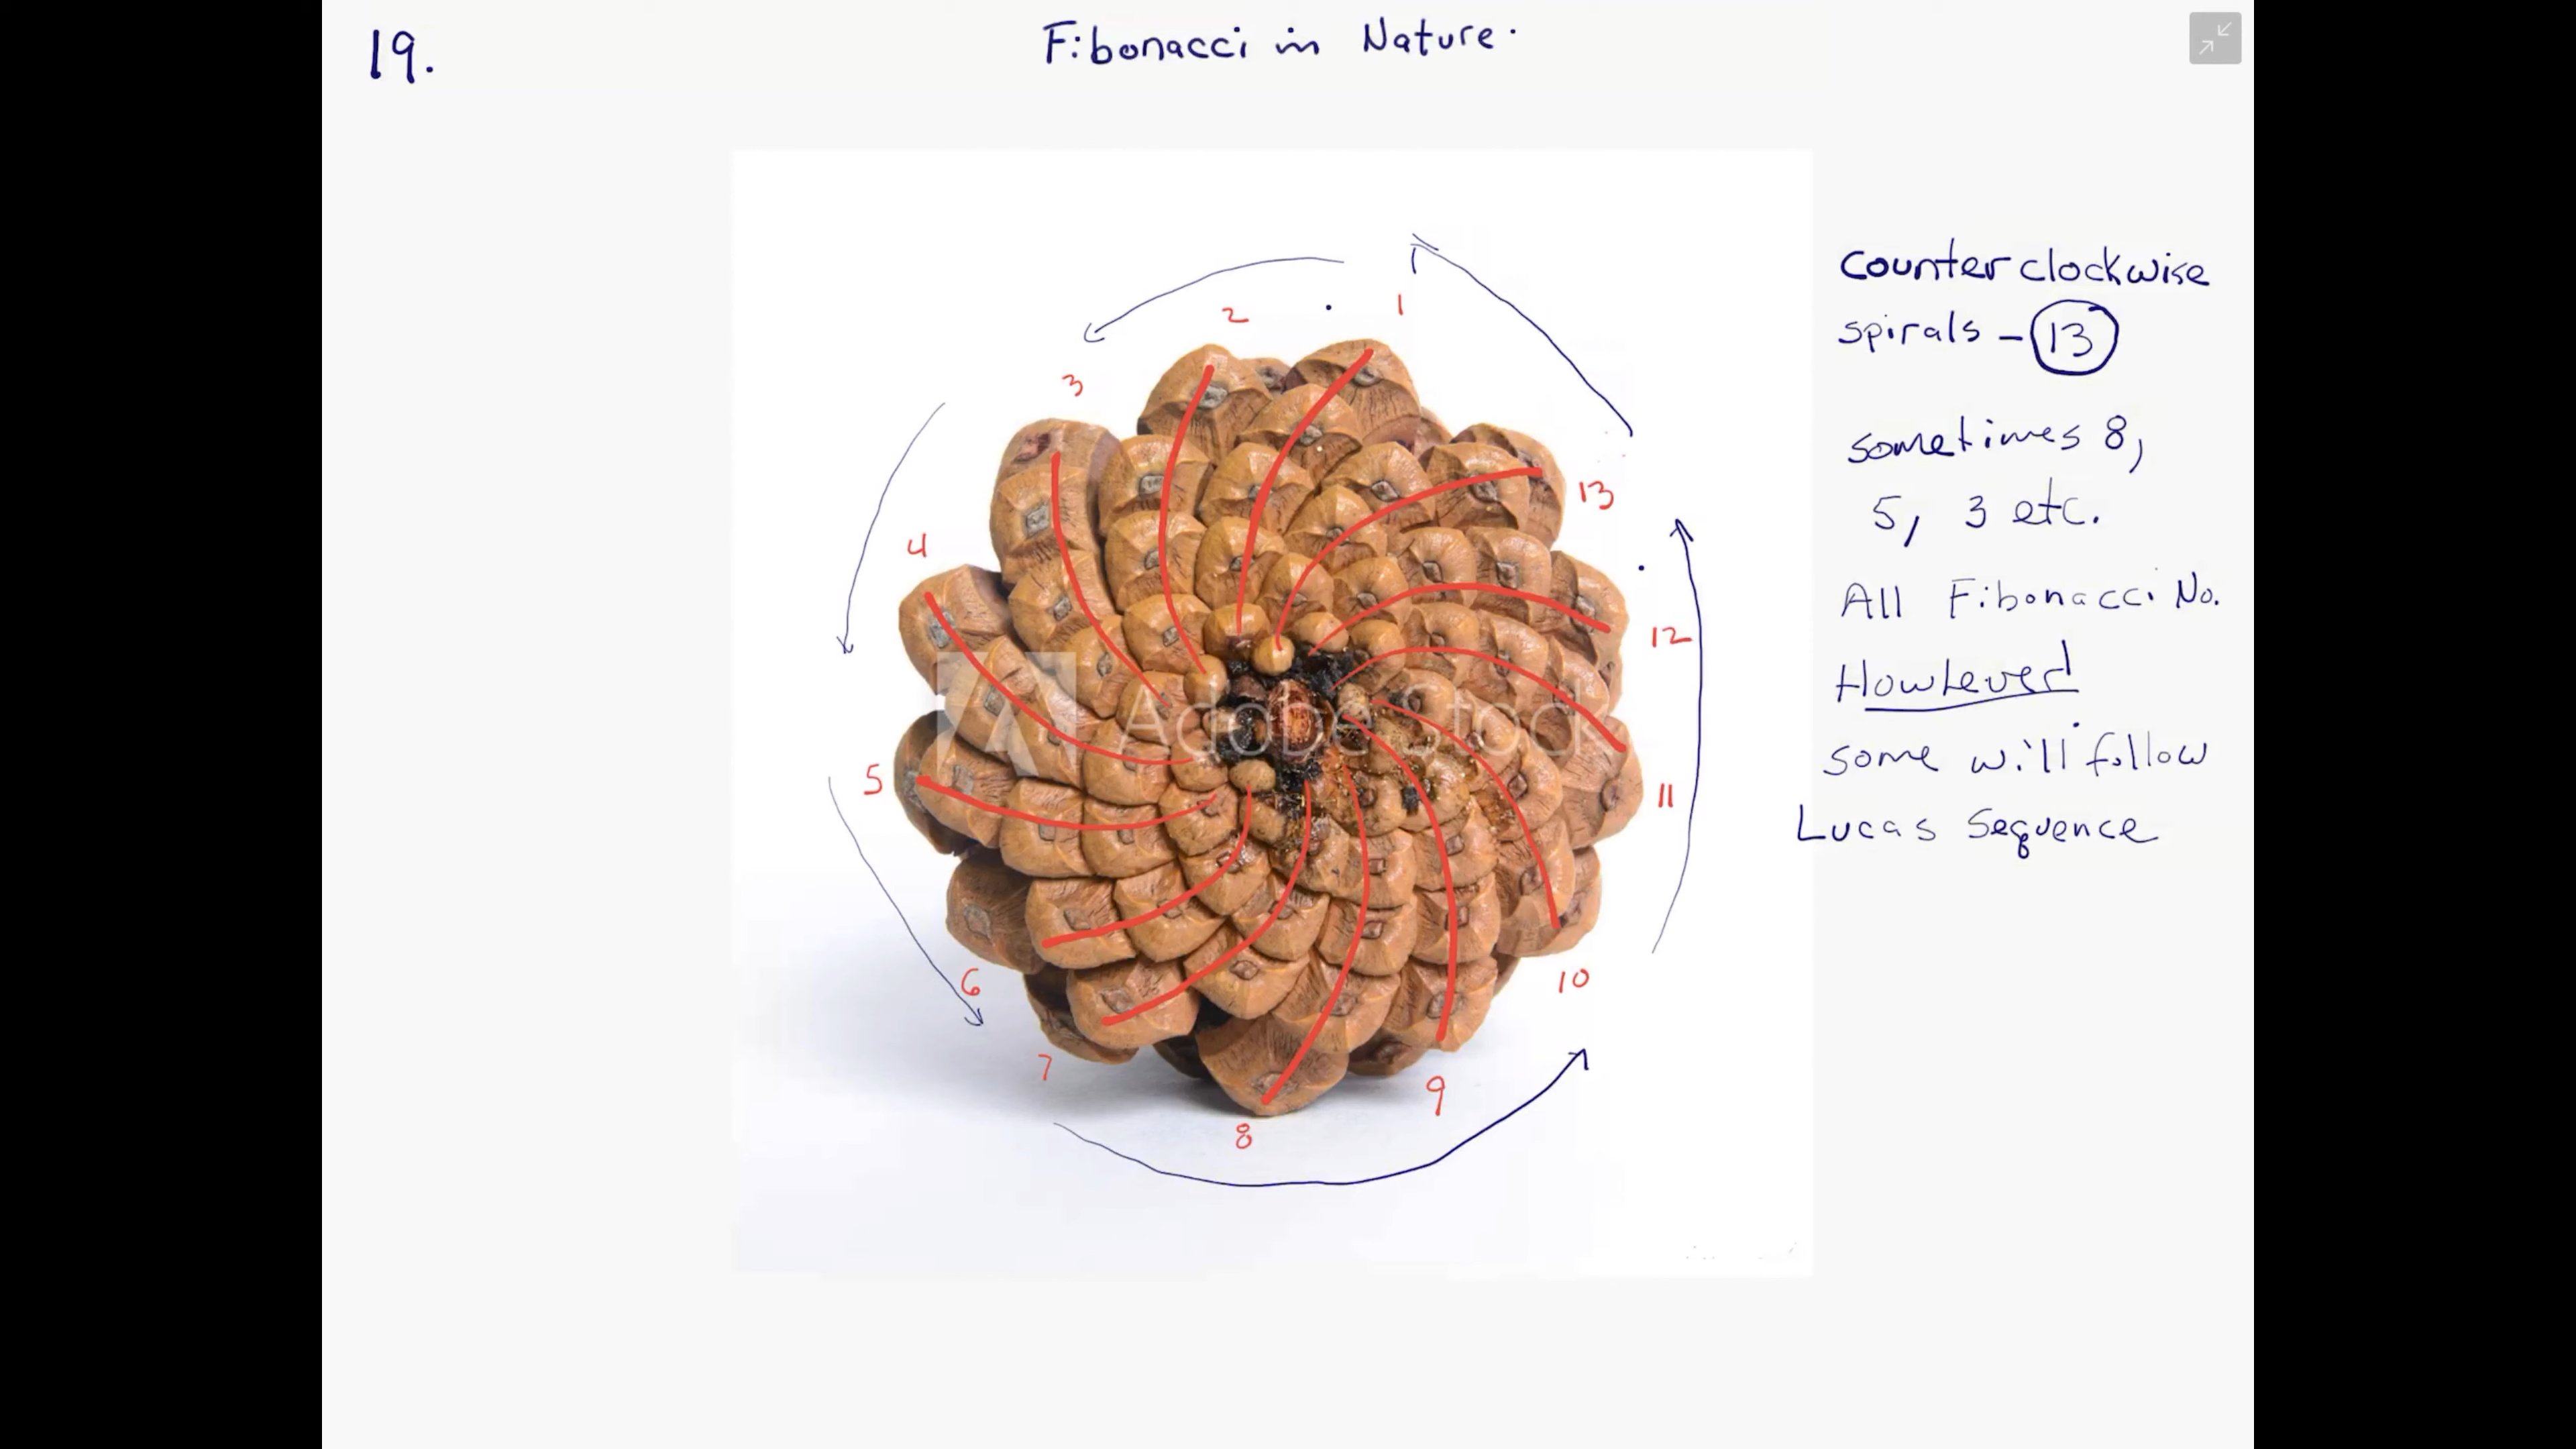 19.
Fibonacci in Nature.
1
2
3
4
5
6
7
8
9
10
11
12
13
Adobe Stock
Counter clockwise
spirals - 13
sometimes 8,
5, 3 etc.
All Fibonacci No.
However
some will follow
Lucas Sequence